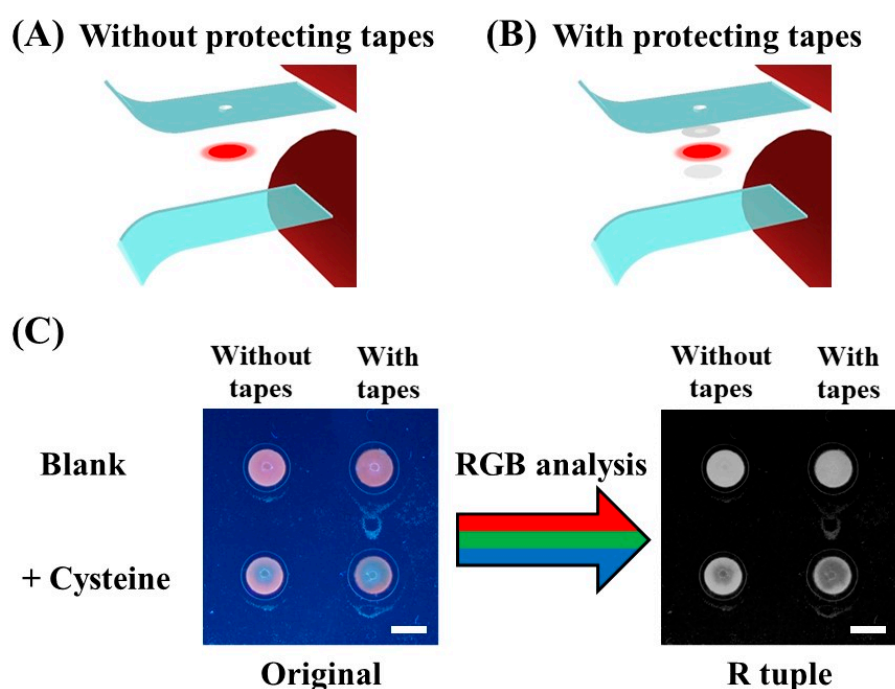 (A) Without protecting tapes
(B) With protecting tapes
(C)
Without
tapes
With
tapes
Without
tapes
With
tapes
Blank
RGB analysis
+ Cysteine
Original
R tuple